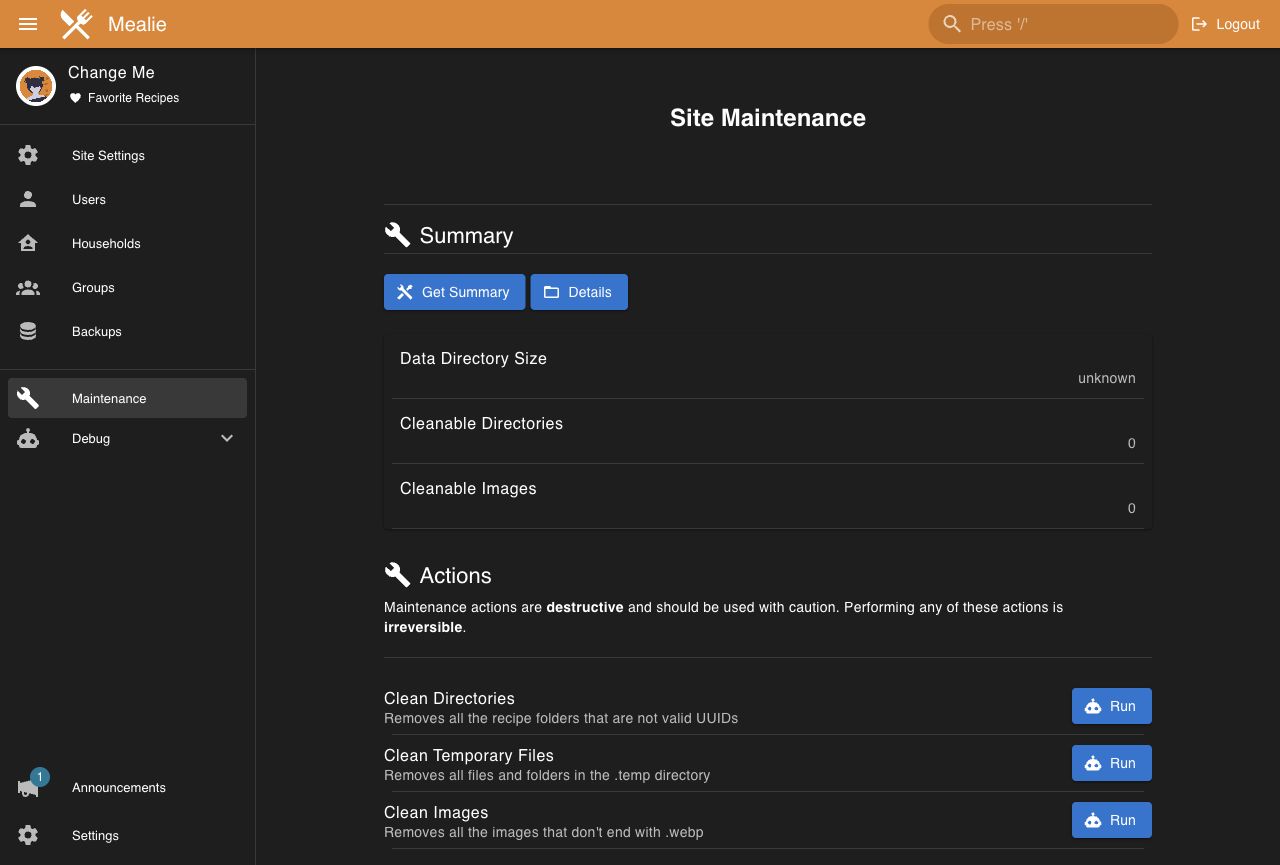 Mealie
Press '/'
Logout
Change Me
Favorite Recipes
Site Settings
Users
Households
Groups
Backups
Maintenance
Debug
1
Announcements
Settings
Site Maintenance
Summary
Get Summary
Details
Data Directory Size
unknown
Cleanable Directories
0
Cleanable Images
0
Actions
Maintenance actions are destructive and should be used with caution. Performing any of these actions is
irreversible.
Clean Directories
Removes all the recipe folders that are not valid UUIDs
Run
Clean Temporary Files
Removes all files and folders in the .temp directory
Run
Clean Images
Removes all the images that don't end with .webp
Run